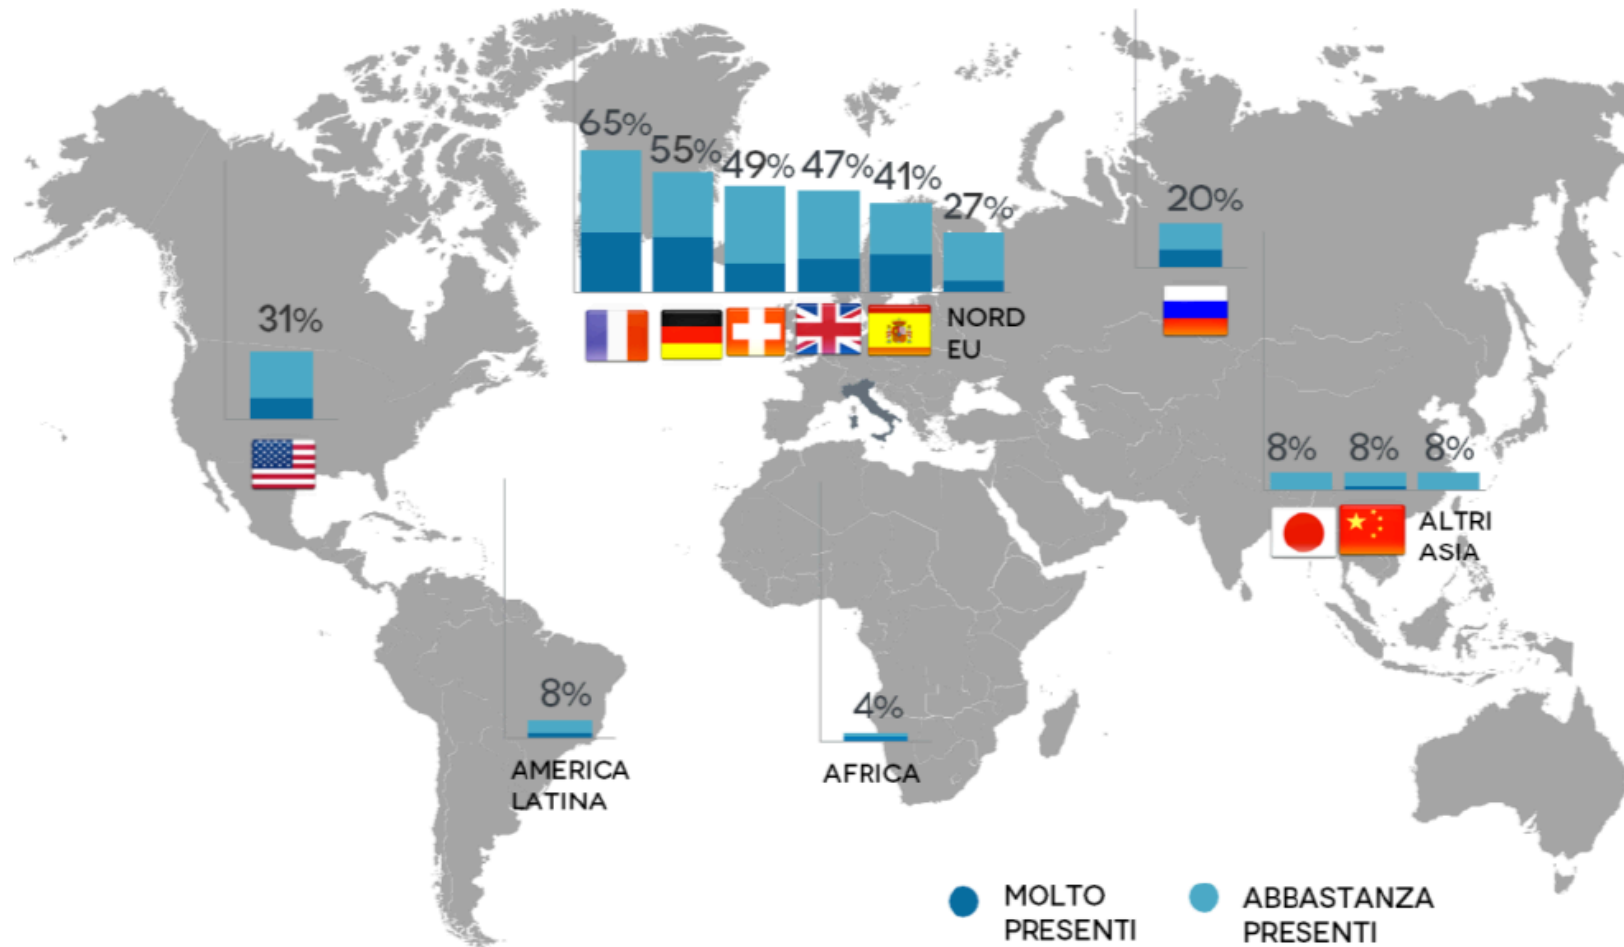 65%
55%
49%
47%
41%
27%
NORD
EU
20%
31%
8%
8%
8%
ALTRI
ASIA
8%
AMERICA
LATINA
4%
AFRICA
MOLTO
PRESENTI
ABBASTANZA
PRESENTI